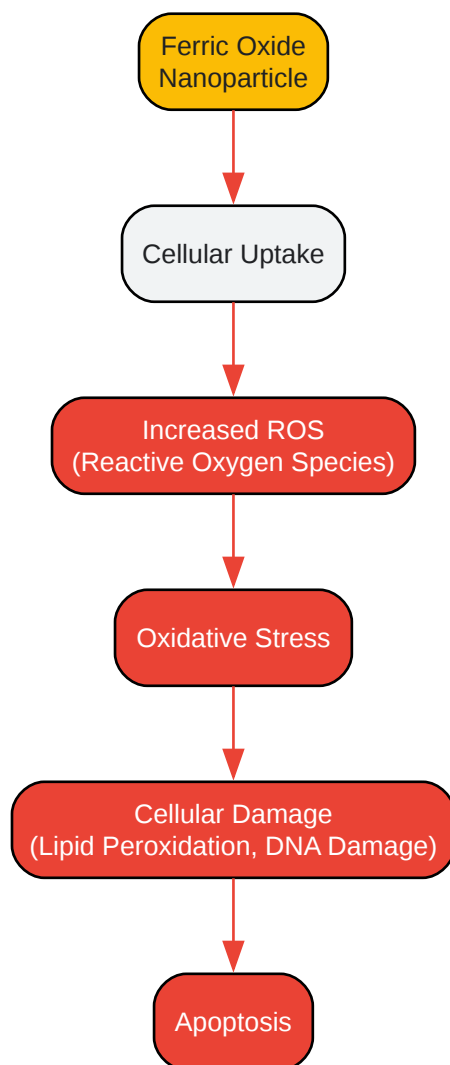 Ferric Oxide
Nanoparticle
Cellular Uptake
Increased ROS
(Reactive Oxygen Species)
Oxidative Stress
Cellular Damage
(Lipid Peroxidation, DNA Damage)
Apoptosis